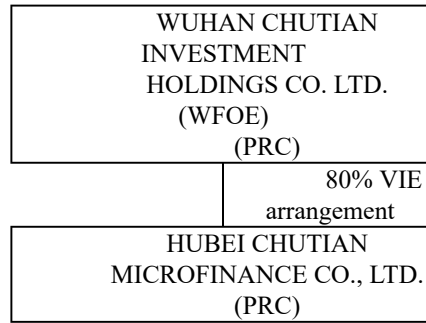 WUHAN CHUTIAN
INVESTMENT
HOLDINGS CO. LTD.
(WFOE)
(PRC)
80% VIE
arrangement
HUBEI CHUTIAN
MICROFINANCE CO., LTD.
(PRC)